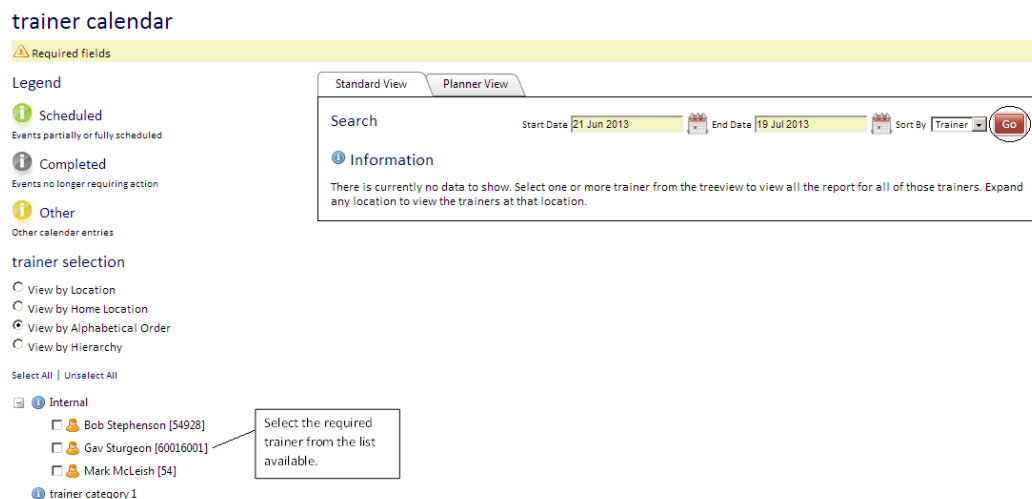 trainer calendar
Required fields
Legend
Scheduled
Events partially or fully scheduled
Completed
Events no longer requiring action
Other
Other calendar entries
trainer selection
View by Location
View by Home Location
View by Alphabetical Order
View by Hierarchy
Select All | Unselect All
Internal
Bob Stephenson [54928]
Gav Sturgeon [60016001]
Mark McLeish [54]
trainer category 1
Select the required
trainer from the list
available.
Standard View Planner View
Search Start Date 21 Jun 2013 End Date 19 Jul 2013 Sort By Trainer Go
Information
There is currently no data to show. Select one or more trainer from the treeview to view all the report for all of those trainers. Expand
any location to view the trainers at that location.